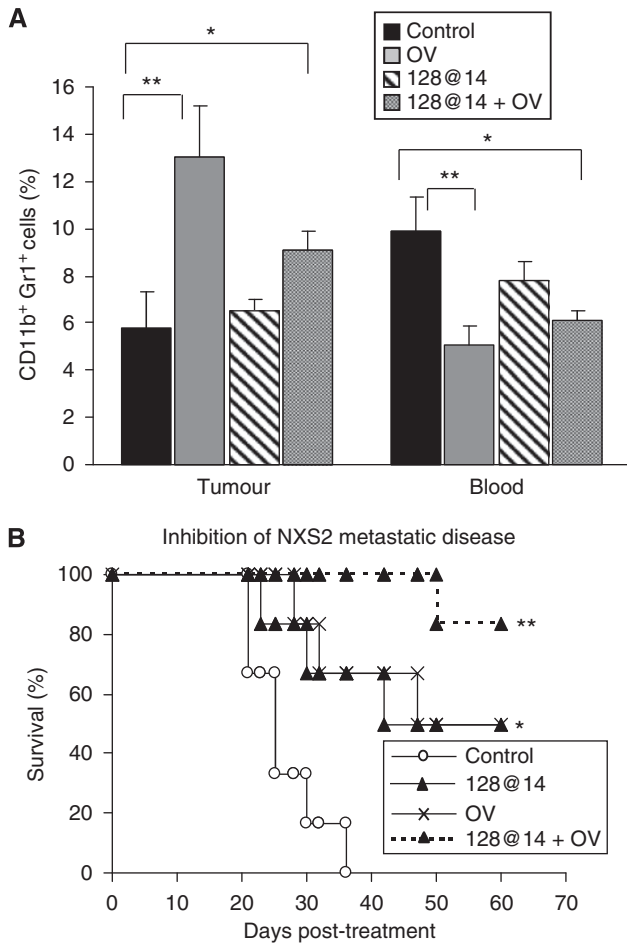 A
Control
OV
128@14
128@14 + OV
CD11b+ Gr1+ cells (%)
16
14
12
10
8
6
4
2
0
*
**
*
**
Tumour
Blood
B
Inhibition of NXS2 metastatic disease
Survival (%)
100
80
60
40
20
0
**
*
Control
128@14
OV
128@14 + OV
0
10
20
30
40
50
60
70
Days post-treatment